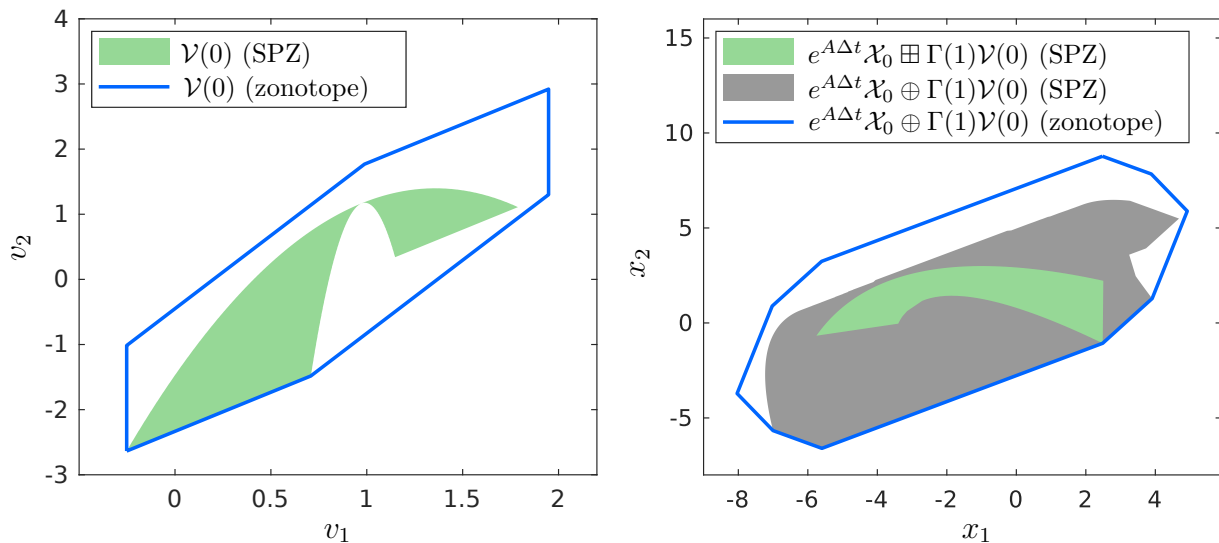 4
3
2
1
0
-1
-2
-3
0
0.5
1
1.5
2
v₂
v₁
𝒱(0) (SPZ)
𝒱(0) (zonotope)
15
10
5
0
-5
-8
-6
-4
-2
0
2
4
x₂
x₁
e^{AΔt}𝒳₀ ⊞ Γ(1)𝒱(0) (SPZ)
e^{AΔt}𝒳₀ ⊕ Γ(1)𝒱(0) (SPZ)
e^{AΔt}𝒳₀ ⊕ Γ(1)𝒱(0) (zonotope)